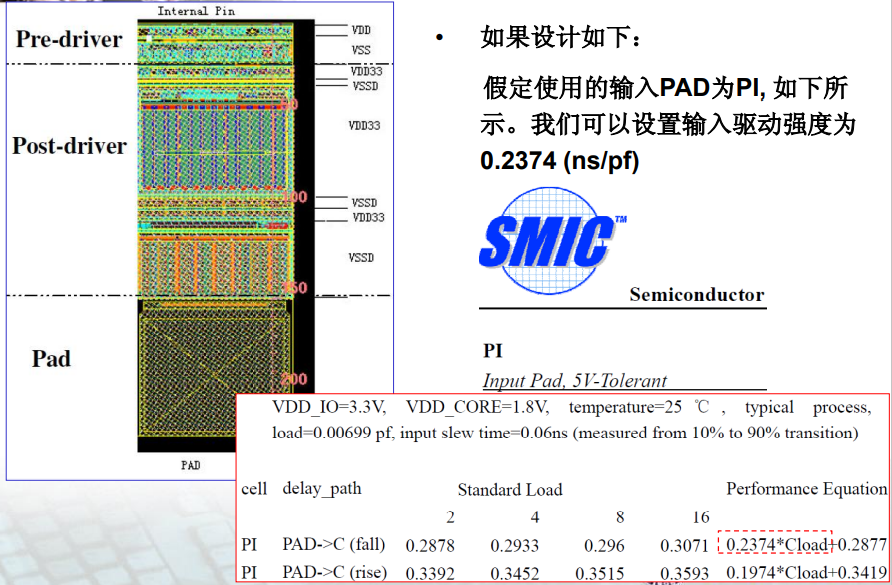 Internal Pin
Pre-driver
VDD
VSS
VDD33
VSSD
Post-driver
VDD33
100
VSSD
VDD33
VSSD
150
Pad
200
PAD
• 如果设计如下：
假定使用的输入PAD为PI, 如下所
示。我们可以设置输入驱动强度为
0.2374 (ns/pf)
SMIC™
Semiconductor
PI
Input Pad, 5V-Tolerant
VDD_IO=3.3V, VDD_CORE=1.8V, temperature=25 ℃, typical process,
load=0.00699 pf, input slew time=0.06ns (measured from 10% to 90% transition)
cell delay_path Standard Load Performance Equation
2 4 8 16
PI PAD->C (fall) 0.2878 0.2933 0.296 0.3071 0.2374*Cload+0.2877
PI PAD->C (rise) 0.3392 0.3452 0.3515 0.3593 0.1974*Cload+0.3419